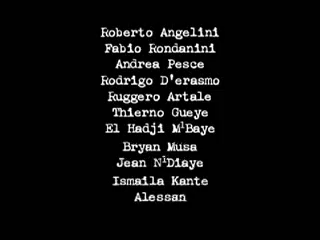 Roberto Angelini
Fabio Rondanini
Andrea Pesce
Rodrigo D'erasmo
Ruggero Artale
Thierno Gueye
El Hadji M'Baye
Bryan Musa
Jean N'Diaye
Ismaila Kante
Alessan